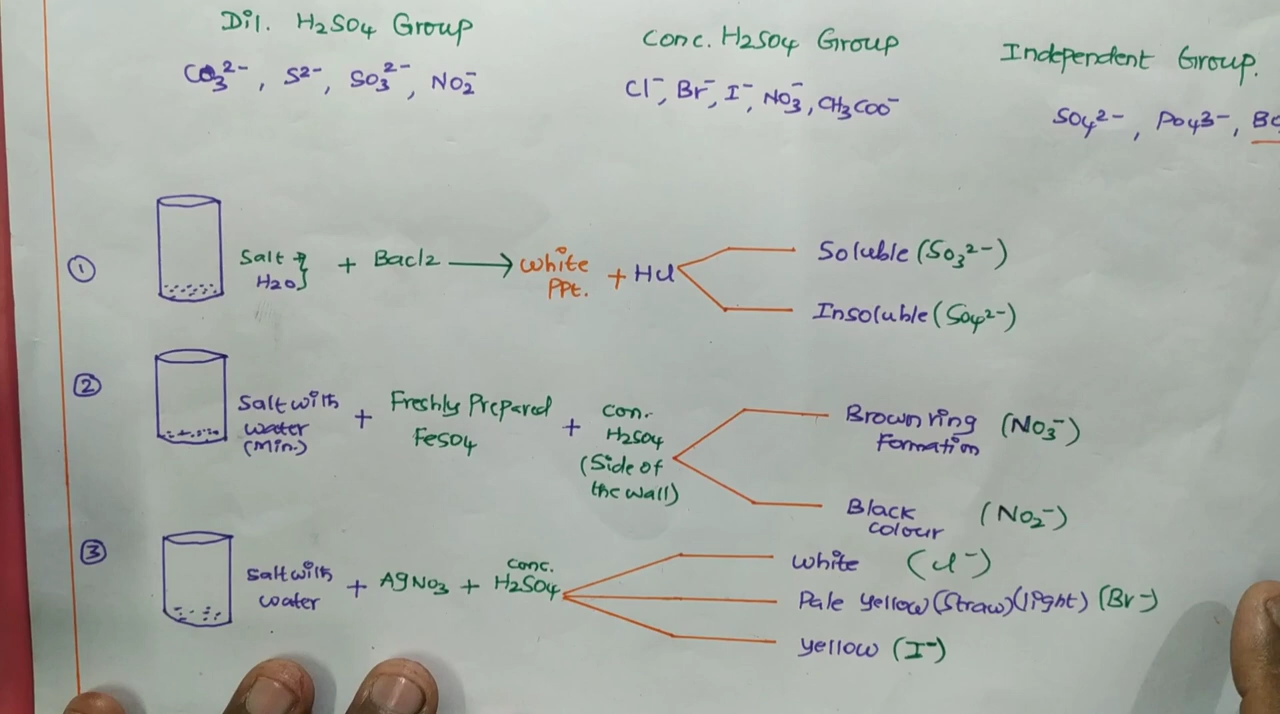 Dil. H2SO4 Group
CO3 2-, S2-, SO3 2-, NO2-
Conc. H2SO4 Group
Cl-, Br-, I-, NO3-, CH3COO-
Independent Group.
SO4 2-, PO4 3-,
①
Salt }
H2O }
+ BaCl2 ⟶ White
PPt.
+ HCl
Soluble (SO3 2-)
Insoluble (SO4 2-)
②
Salt with
water
(Min.)
+ Freshly Prepared
FeSO4
+ con.
H2SO4
(Side of
the wall)
Brown ring
Formation
(NO3-)
Black
colour
(NO2-)
③
Salt with
water
+ AgNO3 + conc.
H2SO4
White (Cl-)
Pale Yellow (Straw)(light) (Br-)
Yellow (I-)